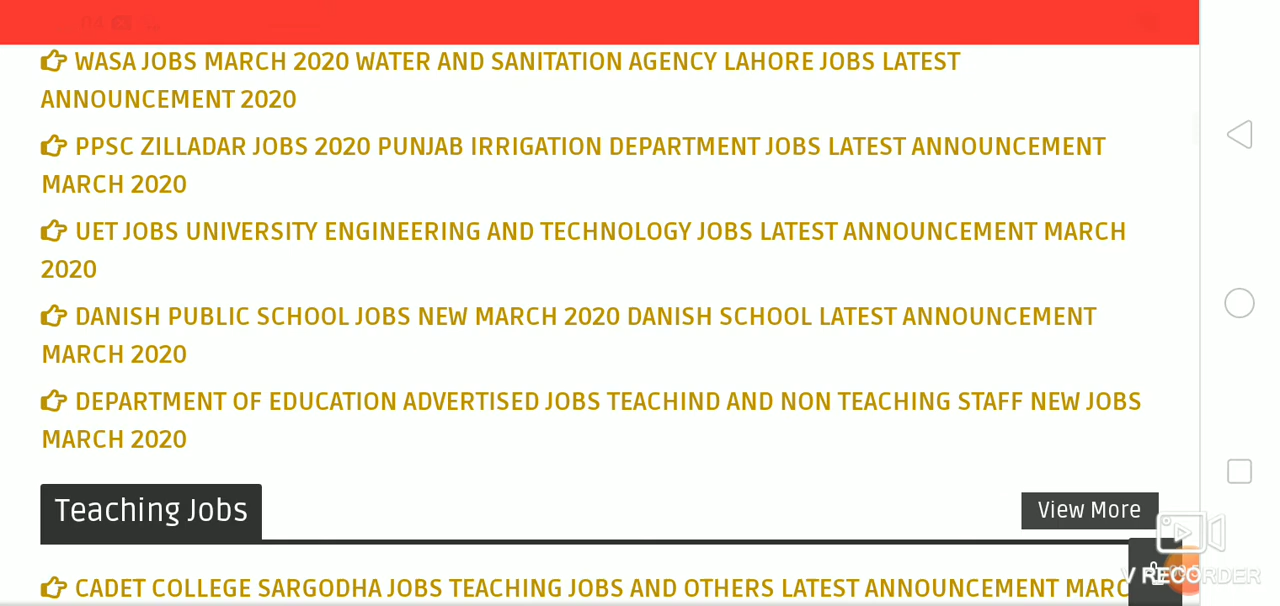 WASA JOBS MARCH 2020 WATER AND SANITATION AGENCY LAHORE JOBS LATEST
ANNOUNCEMENT 2020
PPSC ZILLADAR JOBS 2020 PUNJAB IRRIGATION DEPARTMENT JOBS LATEST ANNOUNCEMENT
MARCH 2020
UET JOBS UNIVERSITY ENGINEERING AND TECHNOLOGY JOBS LATEST ANNOUNCEMENT MARCH
2020
DANISH PUBLIC SCHOOL JOBS NEW MARCH 2020 DANISH SCHOOL LATEST ANNOUNCEMENT
MARCH 2020
DEPARTMENT OF EDUCATION ADVERTISED JOBS TEACHIND AND NON TEACHING STAFF NEW JOBS
MARCH 2020
Teaching Jobs
View More
CADET COLLEGE SARGODHA JOBS TEACHING JOBS AND OTHERS LATEST ANNOUNCEMENT
V RECORDER